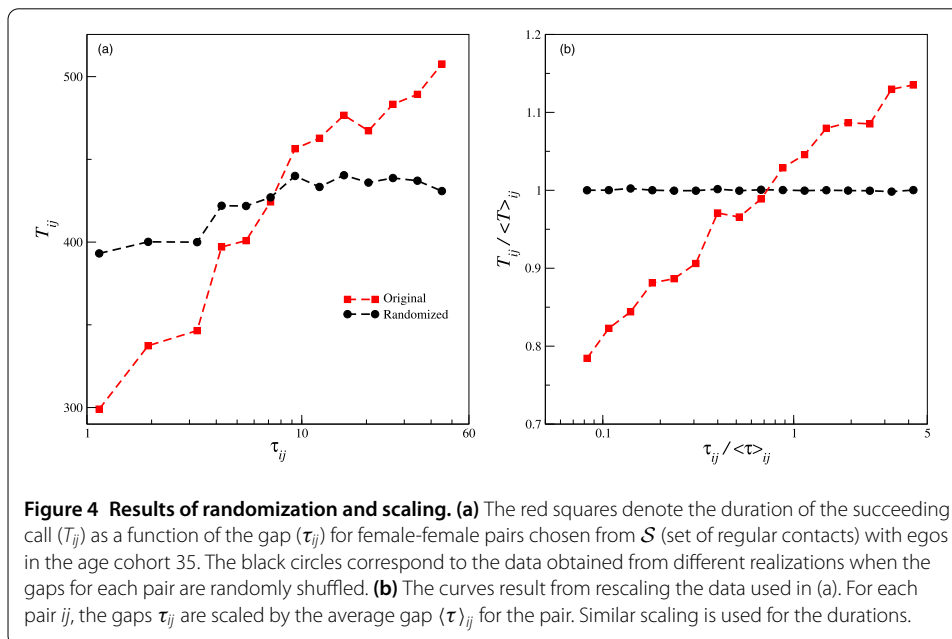 (a)
500
400
300
T_ij
1
10
60
τ_ij
Original
Randomized
(b)
1.2
1.1
1
0.9
0.8
0.7
T_ij / <T>_ij
0.1
1
5
τ_ij / <τ>_ij
Figure 4 Results of randomization and scaling. (a) The red squares denote the duration of the succeeding
call (T_ij) as a function of the gap (τ_ij) for female-female pairs chosen from S (set of regular contacts) with egos
in the age cohort 35. The black circles correspond to the data obtained from different realizations when the
gaps for each pair are randomly shuffled. (b) The curves result from rescaling the data used in (a). For each
pair ij, the gaps τ_ij are scaled by the average gap ⟨τ⟩_ij for the pair. Similar scaling is used for the durations.